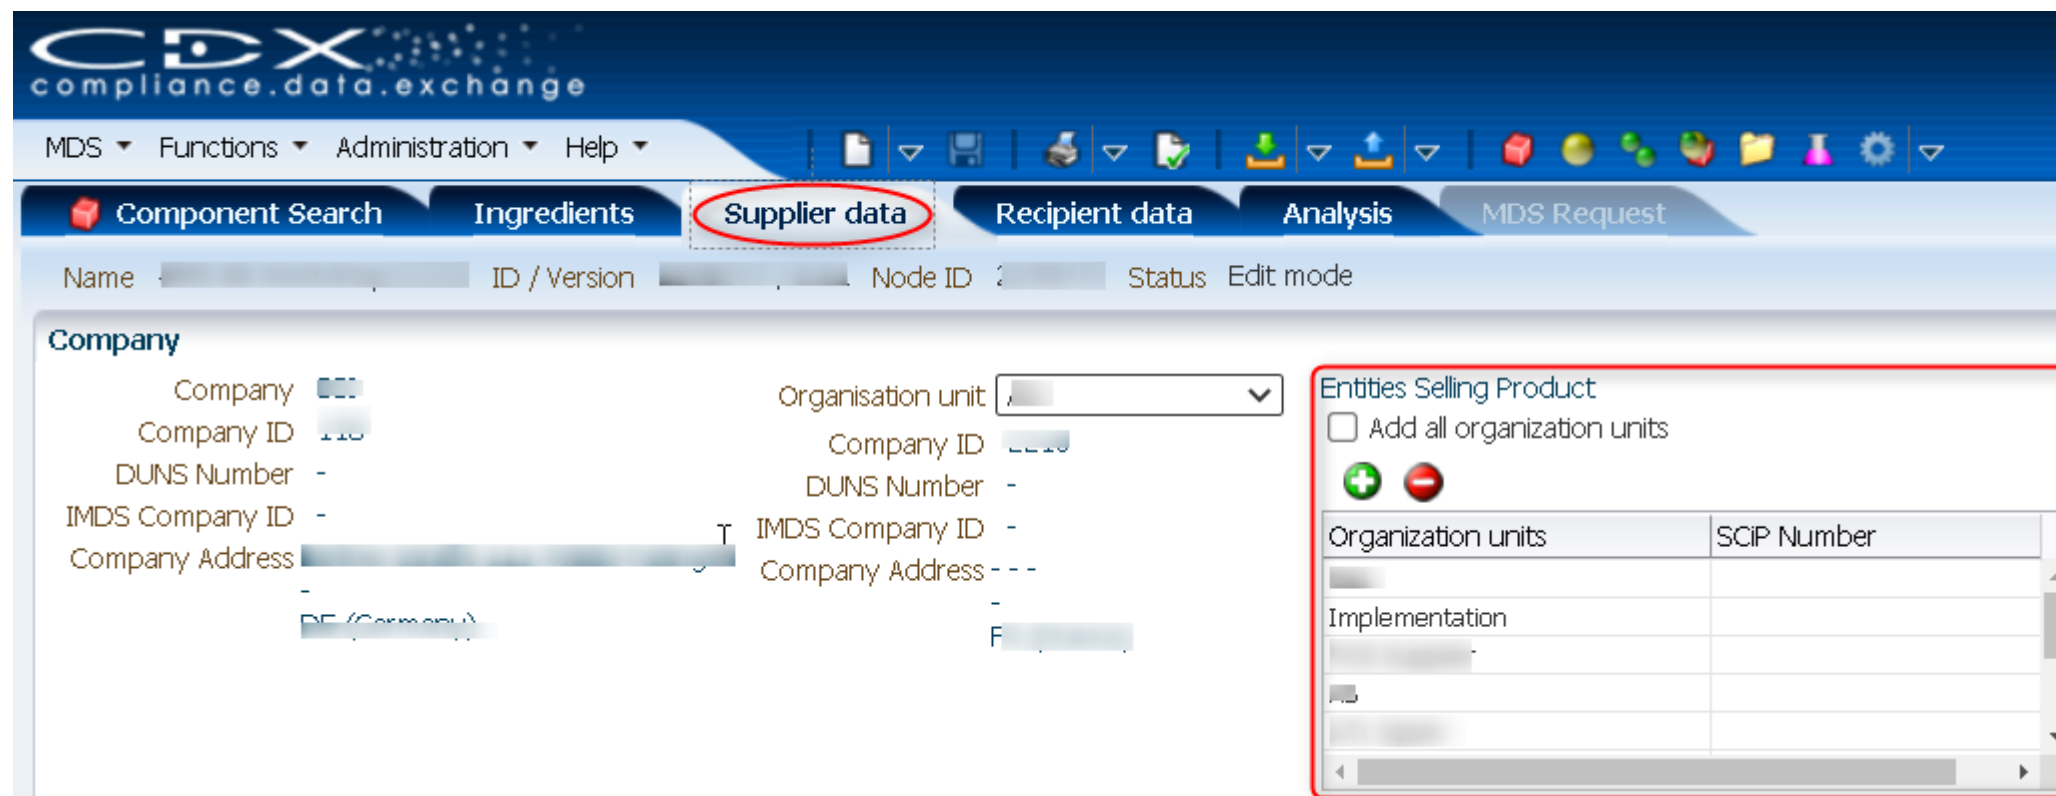 CDX
compliance.data.exchange
MDS Functions Administration Help
Component Search Ingredients Supplier data Recipient data Analysis MDS Request
Name ID / Version Node ID Status Edit mode
Company
Company
Company ID
DUNS Number -
IMDS Company ID -
Company Address
-
DE (Germany)
Organisation unit
Company ID
DUNS Number -
IMDS Company ID -
Company Address - - -
-
Entities Selling Product
Add all organization units
Organization units SCiP Number
Implementation